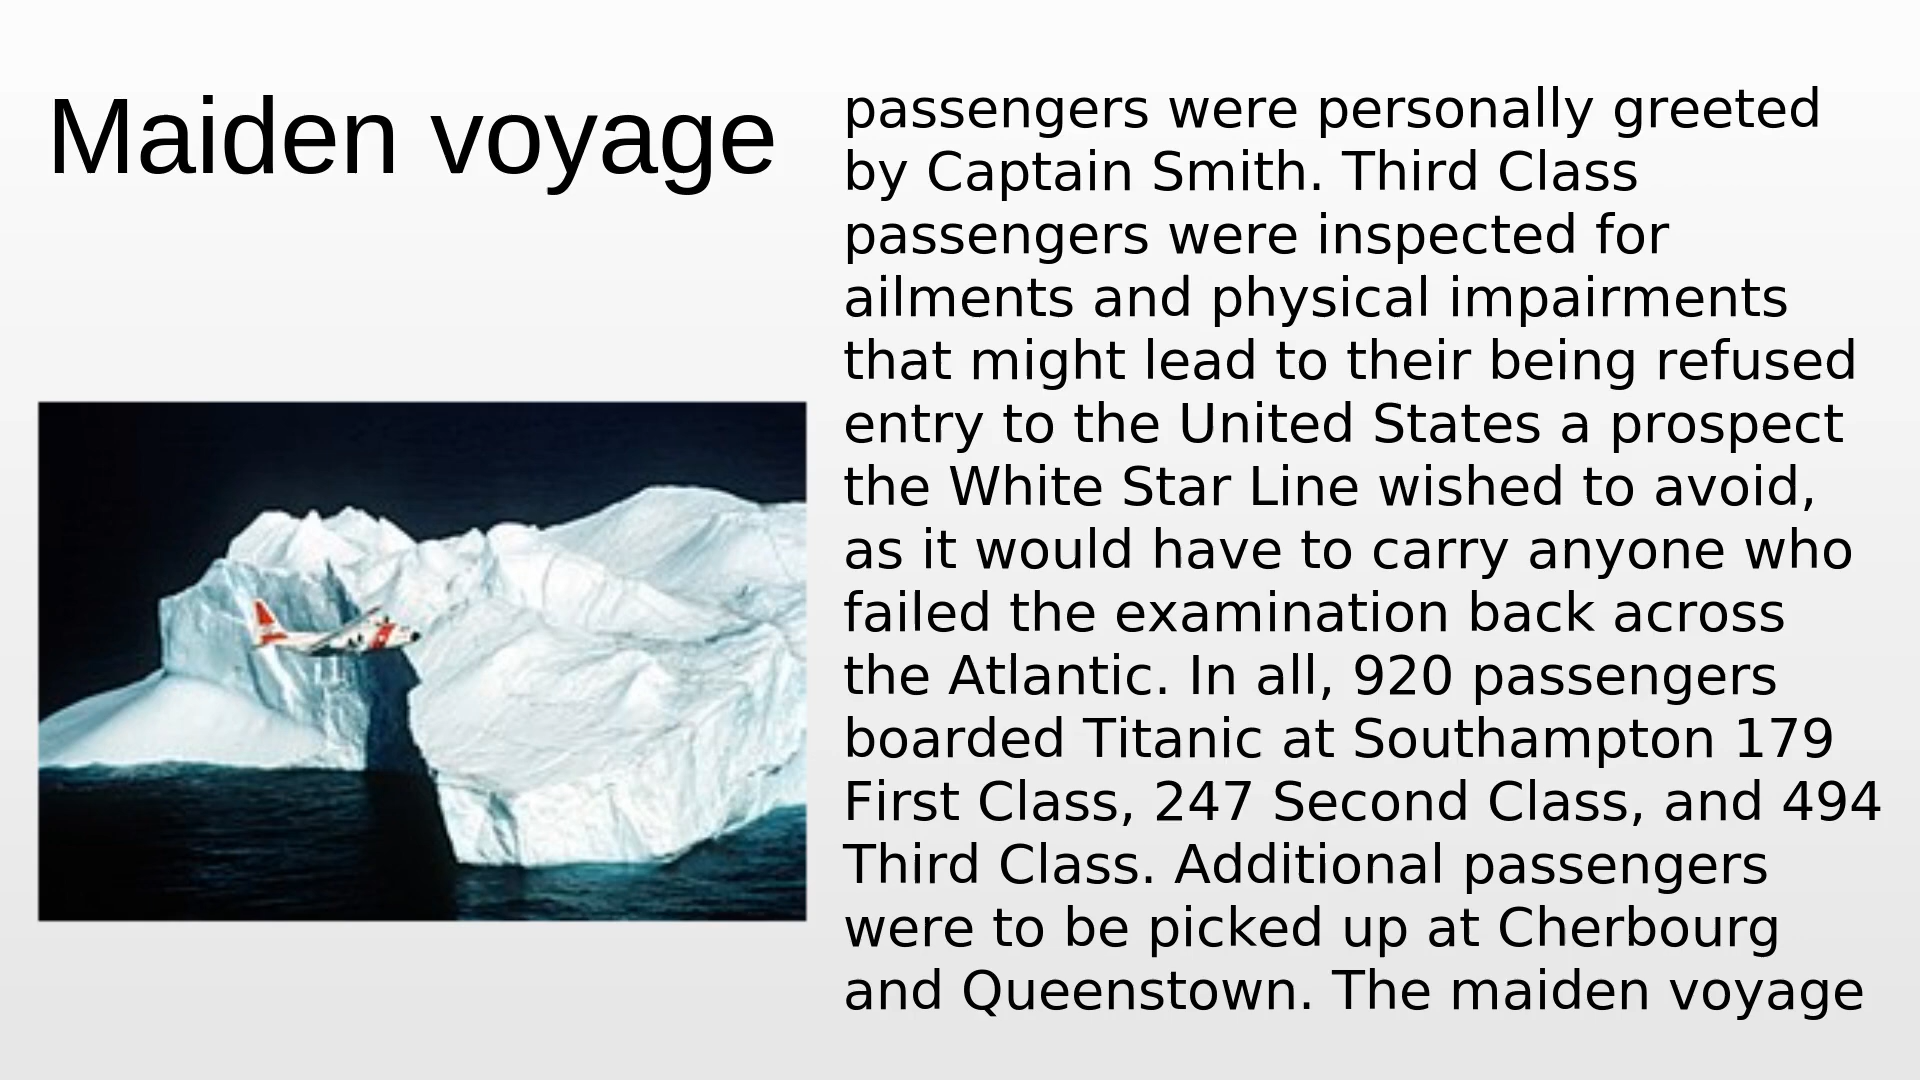 Maiden voyage
passengers were personally greeted
by Captain Smith. Third Class
passengers were inspected for
ailments and physical impairments
that might lead to their being refused
entry to the United States a prospect
the White Star Line wished to avoid,
as it would have to carry anyone who
failed the examination back across
the Atlantic. In all, 920 passengers
boarded Titanic at Southampton 179
First Class, 247 Second Class, and 494
Third Class. Additional passengers
were to be picked up at Cherbourg
and Queenstown. The maiden voyage